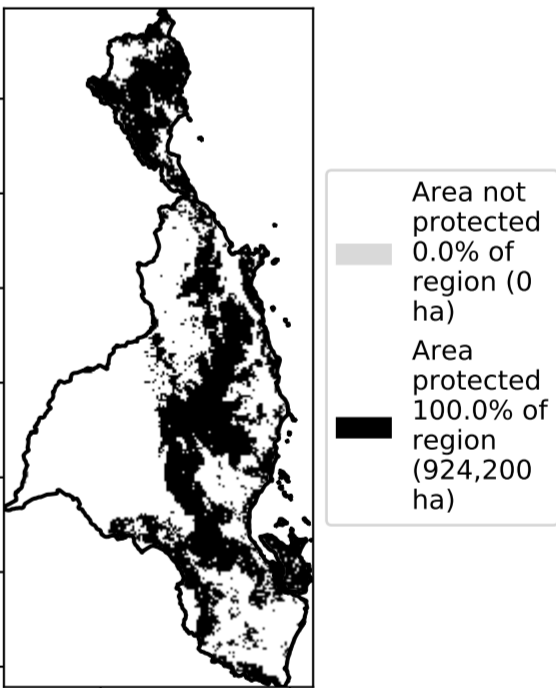 Area not
protected
0.0% of
region (0
ha)
Area
protected
100.0% of
region
(924,200
ha)